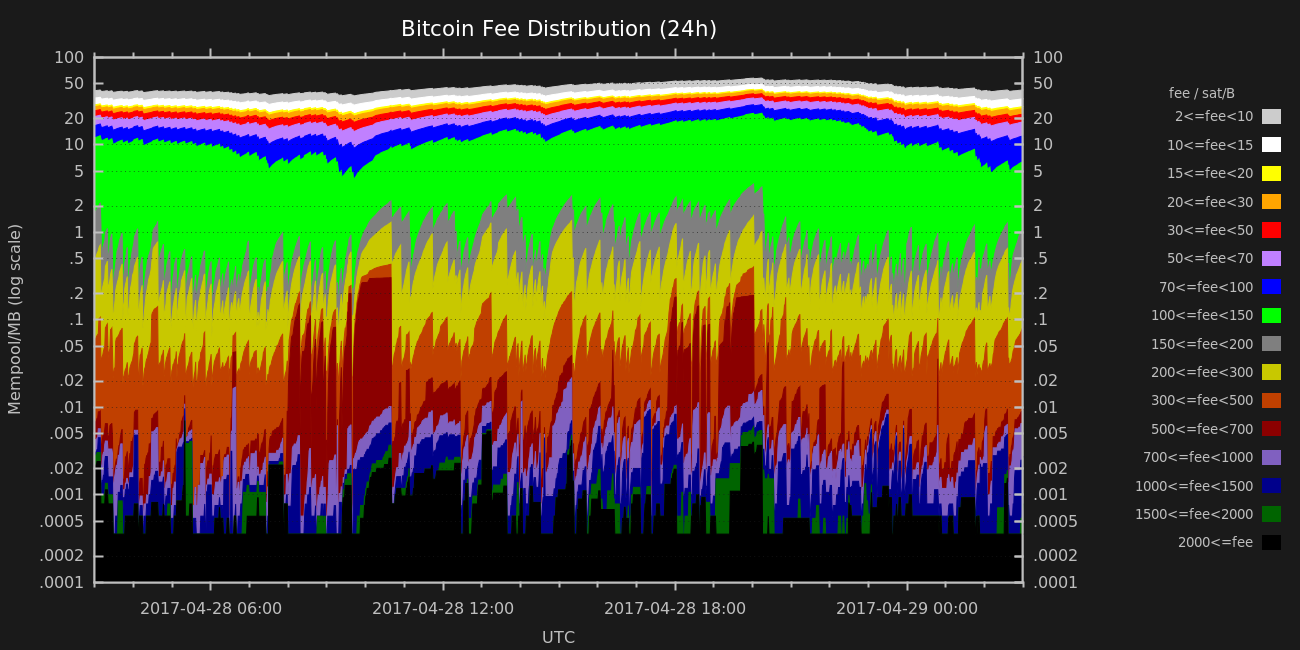 Bitcoin Fee Distribution (24h)
100 100
50 50
20 20
10 10
5 5
2 2
1 1
.5 .5
.2 .2
.1 .1
.05 .05
.02 .02
.01 .01
.005 .005
.002 .002
.001 .001
.0005 .0005
.0002 .0002
.0001 .0001
Mempool/MB (log scale)
2017-04-28 06:00 2017-04-28 12:00 2017-04-28 18:00 2017-04-29 00:00
UTC
fee / sat/B
2<=fee<10
10<=fee<15
15<=fee<20
20<=fee<30
30<=fee<50
50<=fee<70
70<=fee<100
100<=fee<150
150<=fee<200
200<=fee<300
300<=fee<500
500<=fee<700
700<=fee<1000
1000<=fee<1500
1500<=fee<2000
2000<=fee